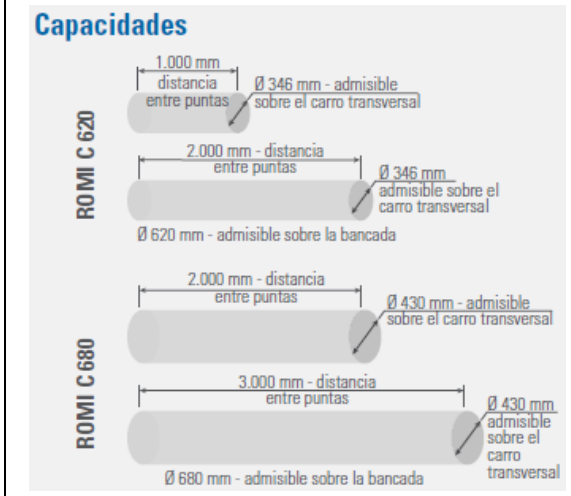 Capacidades
ROMI C 620
1.000 mm
distancia
entre puntas
Ø 346 mm - admisible
sobre el carro transversal
2.000 mm - distancia
entre puntas
Ø 346 mm
admisible sobre el
carro transversal
Ø 620 mm - admisible sobre la bancada
ROMI C 680
2.000 mm - distancia
entre puntas
Ø 430 mm - admisible
sobre el carro transversal
3.000 mm - distancia
entre puntas
Ø 430 mm
admisible
sobre el
carro
transversal
Ø 680 mm - admisible sobre la bancada